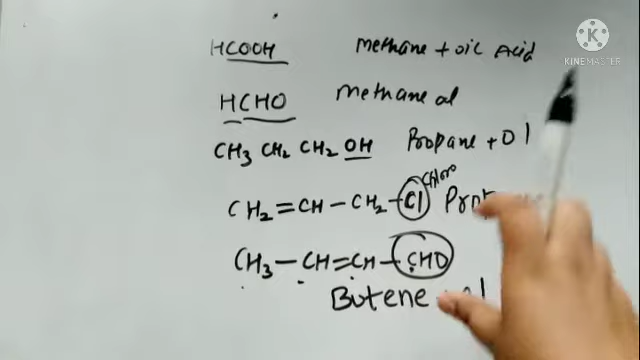 HCOOH methane + oic Acid
KINEMASTER
HCHO methane al
CH3 CH2 CH2 OH Propane + Ol
CH2=CH-CH2-Cl Chloro
CH3-CH=CH-CHO
Butene